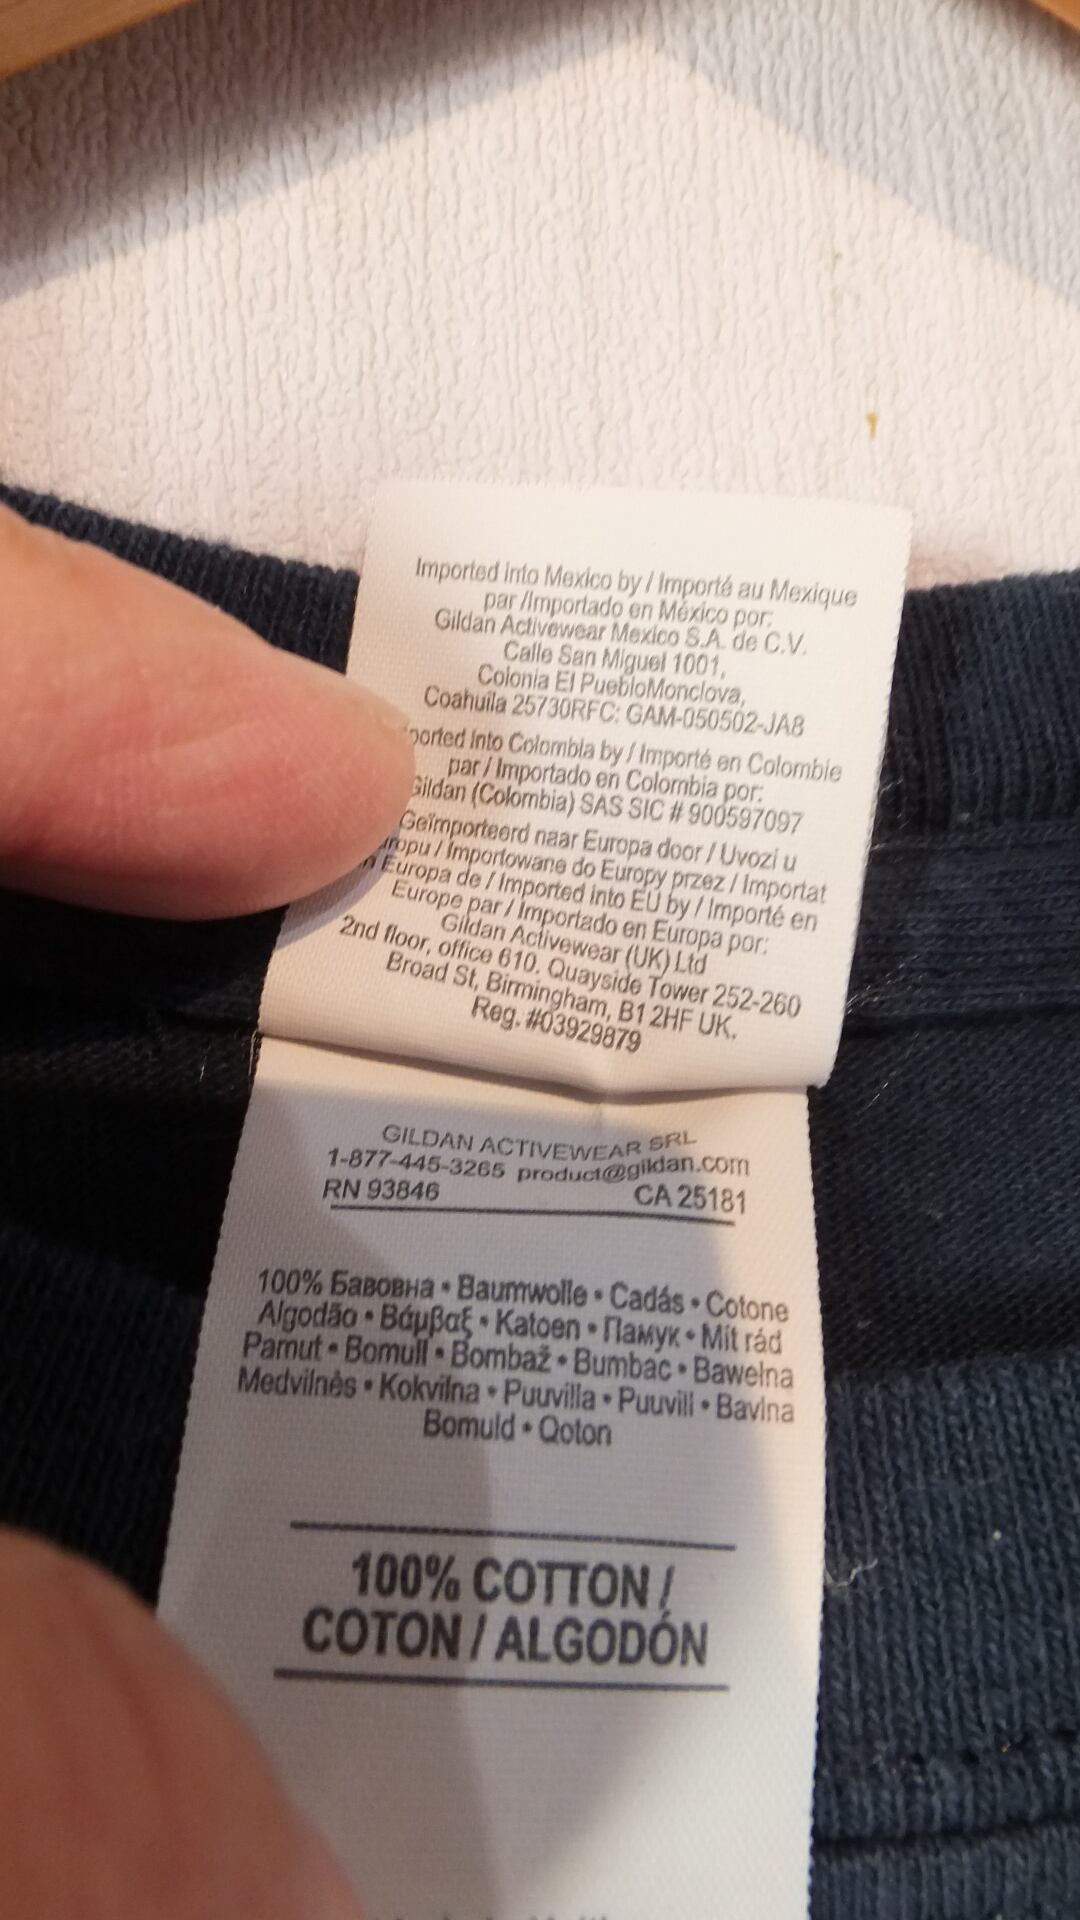 Imported into Mexico by / Importé au Mexique
par /Importado en México por:
Gildan Activewear Mexico S.A. de C.V.
Calle San Miguel 1001,
Colonia El PuebloMonclova,
Coahuila 25730RFC: GAM-050502-JA8
ported into Colombia by / Importé en Colombie
par / Importado en Colombia por:
Gildan (Colombia) SAS SIC # 900597097
Geïmporteerd naar Europa door / Uvozi u
ropu / Importowane do Europy przez / Importat
n Europa de / Imported into EU by / Importé en
Europe par / Importado en Europa por:
Gildan Activewear (UK) Ltd
2nd floor, office 610. Quayside Tower 252-260
Broad St, Birmingham, B1 2HF UK.
Reg. #03929879
GILDAN ACTIVEWEAR SRL
1-877-445-3265 product@gildan.com
RN 93846 CA 25181
100% Бавовна • Baumwolle • Cadás • Cotone
Algodão • Βάμβαξ • Katoen • Памук • Mit rád
Pamut • Bomull • Bombaž • Bumbac • Bawełna
Medvilnės • Kokvilna • Puuvilla • Puuvill • Bavlna
Bomuld • Qoton
100% COTTON /
COTON / ALGODÓN